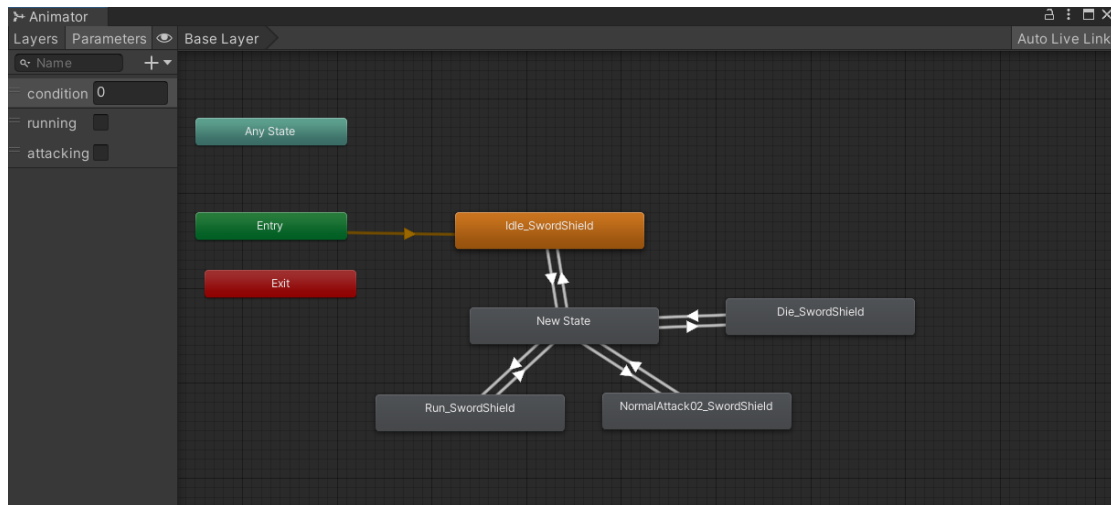 Animator
Layers Parameters Base Layer Auto Live Link
Name
condition 0
running
attacking
Any State
Entry
Idle_SwordShield
Exit
New State
Die_SwordShield
Run_SwordShield
NormalAttack02_SwordShield